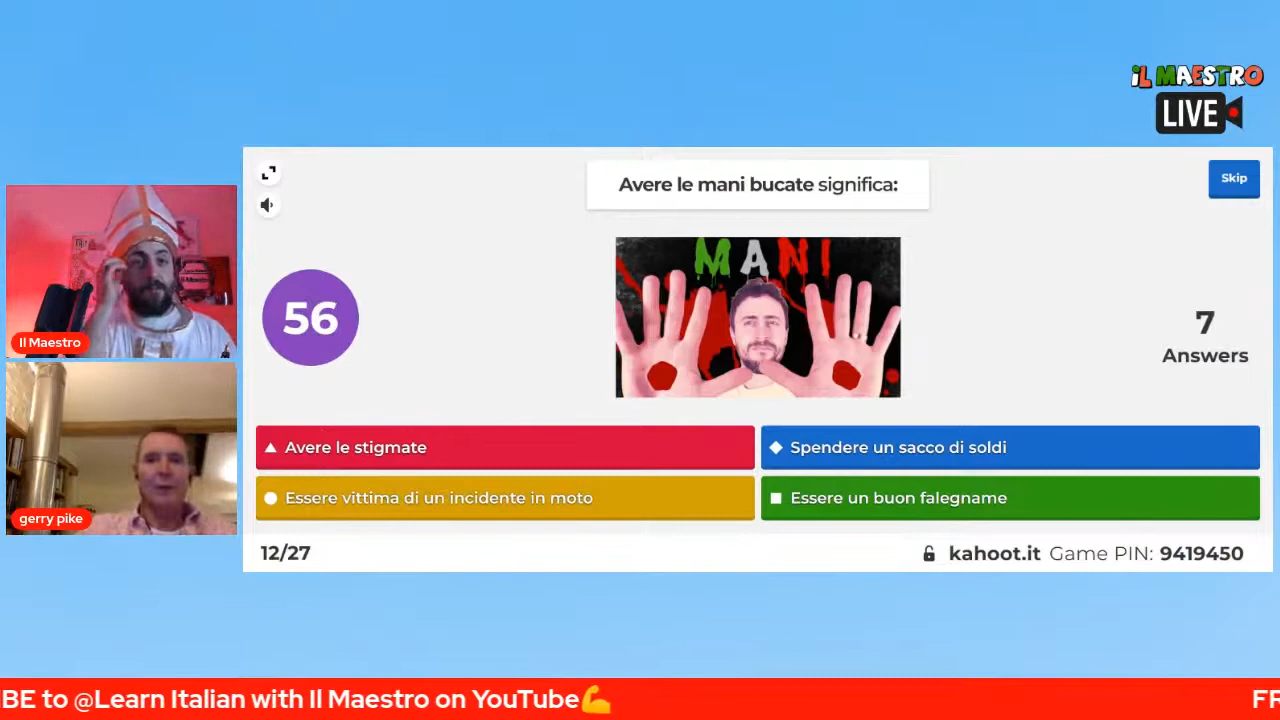 IL MAESTRO
LIVE
Avere le mani bucate significa:
Skip
56
MANI
7
Answers
Il Maestro
gerry pike
Avere le stigmate
Spendere un sacco di soldi
Essere vittima di un incidente in moto
Essere un buon falegname
12/27
kahoot.it Game PIN: 9419450
IBE to @Learn Italian with Il Maestro on YouTube💪
FR